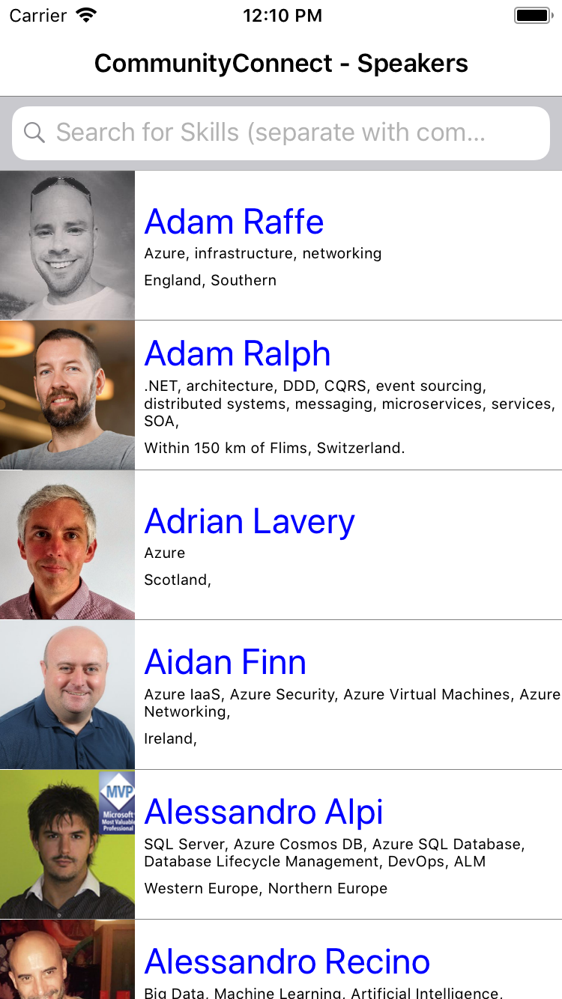 Carrier 12:10 PM
CommunityConnect - Speakers
Search for Skills (separate with com...
Adam Raffe
Azure, infrastructure, networking
England, Southern
Adam Ralph
.NET, architecture, DDD, CQRS, event sourcing,
distributed systems, messaging, microservices, services,
SOA,
Within 150 km of Flims, Switzerland.
Adrian Lavery
Azure
Scotland,
Aidan Finn
Azure IaaS, Azure Security, Azure Virtual Machines, Azure
Networking,
Ireland,
MVP
Microsoft
Most Valuable
Professional
Alessandro Alpi
SQL Server, Azure Cosmos DB, Azure SQL Database,
Database Lifecycle Management, DevOps, ALM
Western Europe, Northern Europe
Alessandro Recino
Big Data, Machine Learning, Artificial Intelligence,